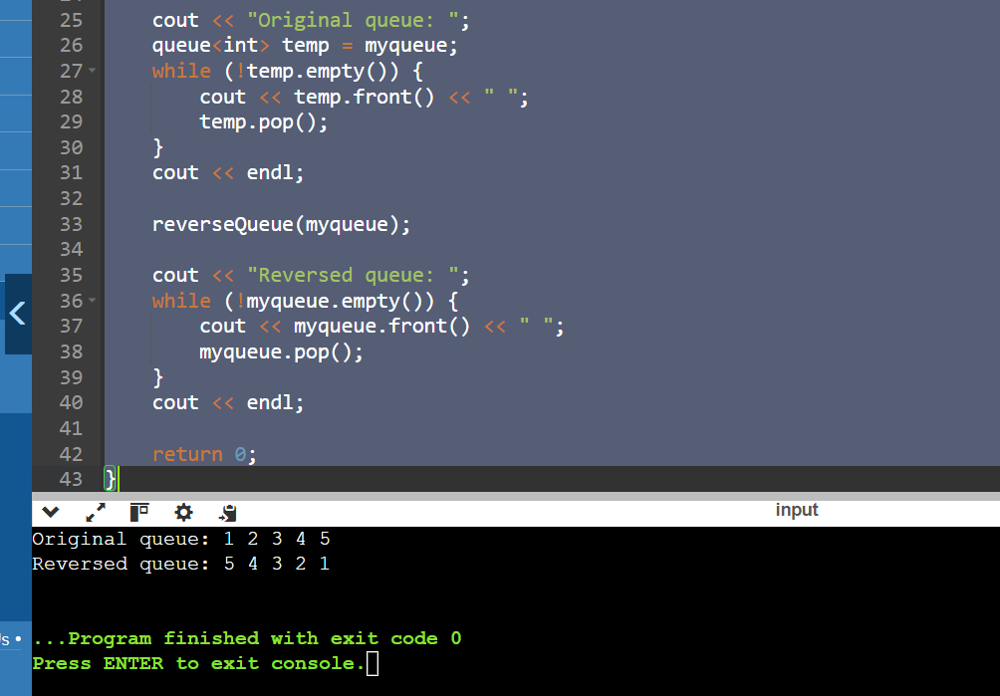 25 cout << "Original queue: ";
26 queue<int> temp = myqueue;
27 while (!temp.empty()) {
28 cout << temp.front() << " ";
29 temp.pop();
30 }
31 cout << endl;
32
33 reverseQueue(myqueue);
34
35 cout << "Reversed queue: ";
36 while (!myqueue.empty()) {
37 cout << myqueue.front() << " ";
38 myqueue.pop();
39 }
40 cout << endl;
41
42 return 0;
43 }
input
Original queue: 1 2 3 4 5
Reversed queue: 5 4 3 2 1
...Program finished with exit code 0
Press ENTER to exit console.